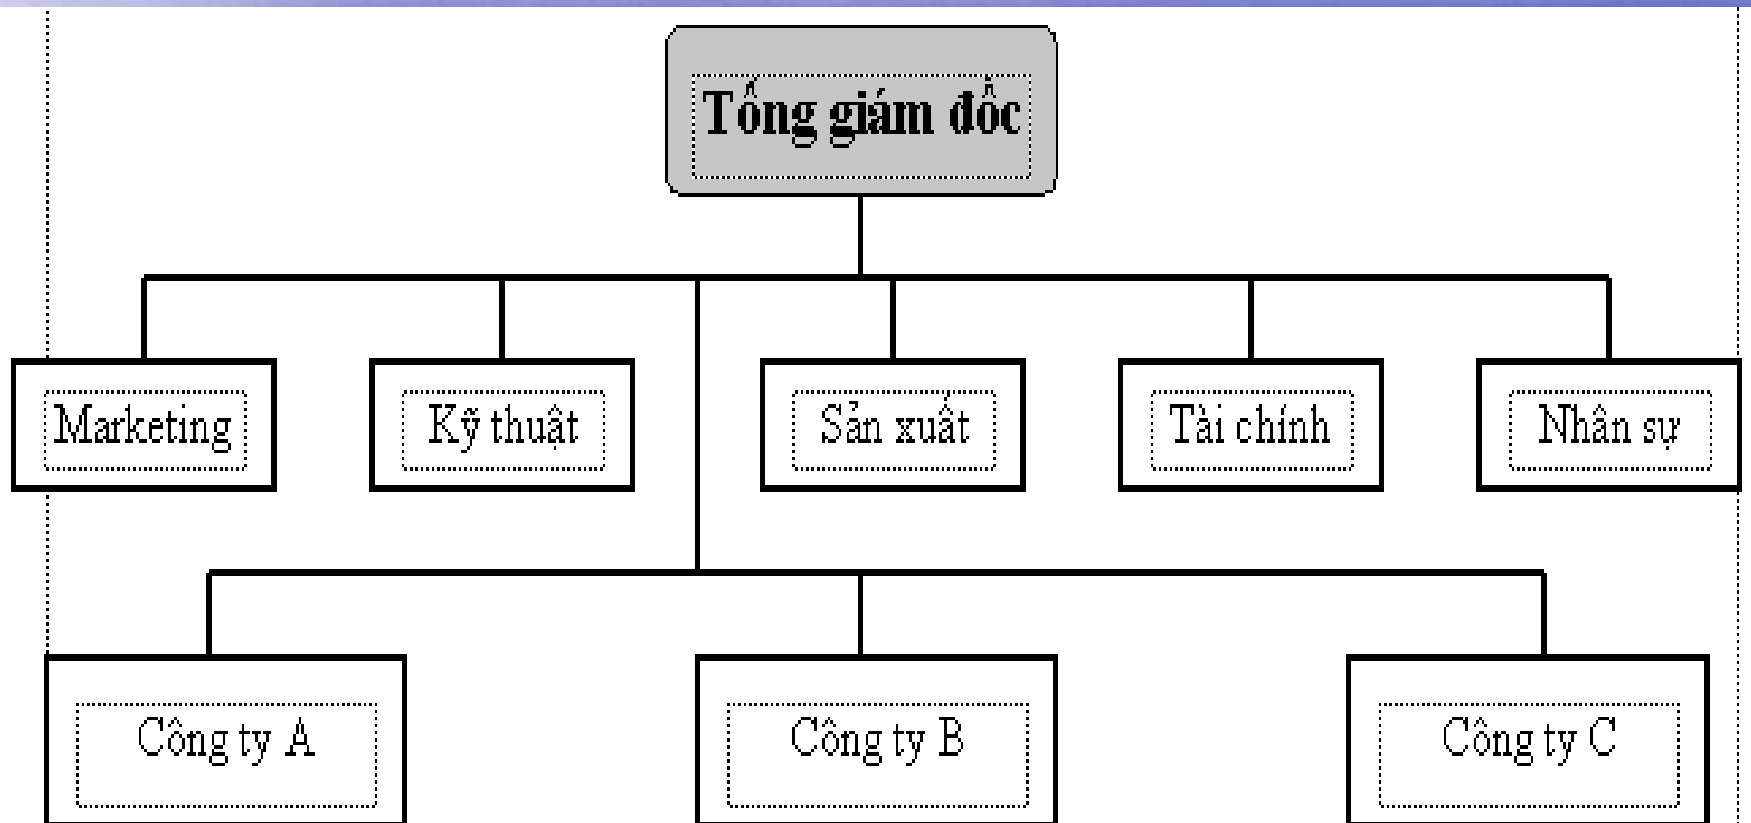 Tổng giám đốc
Marketing
Kỹ thuật
Sản xuất
Tài chính
Nhân sự
Công ty A
Công ty B
Công ty C